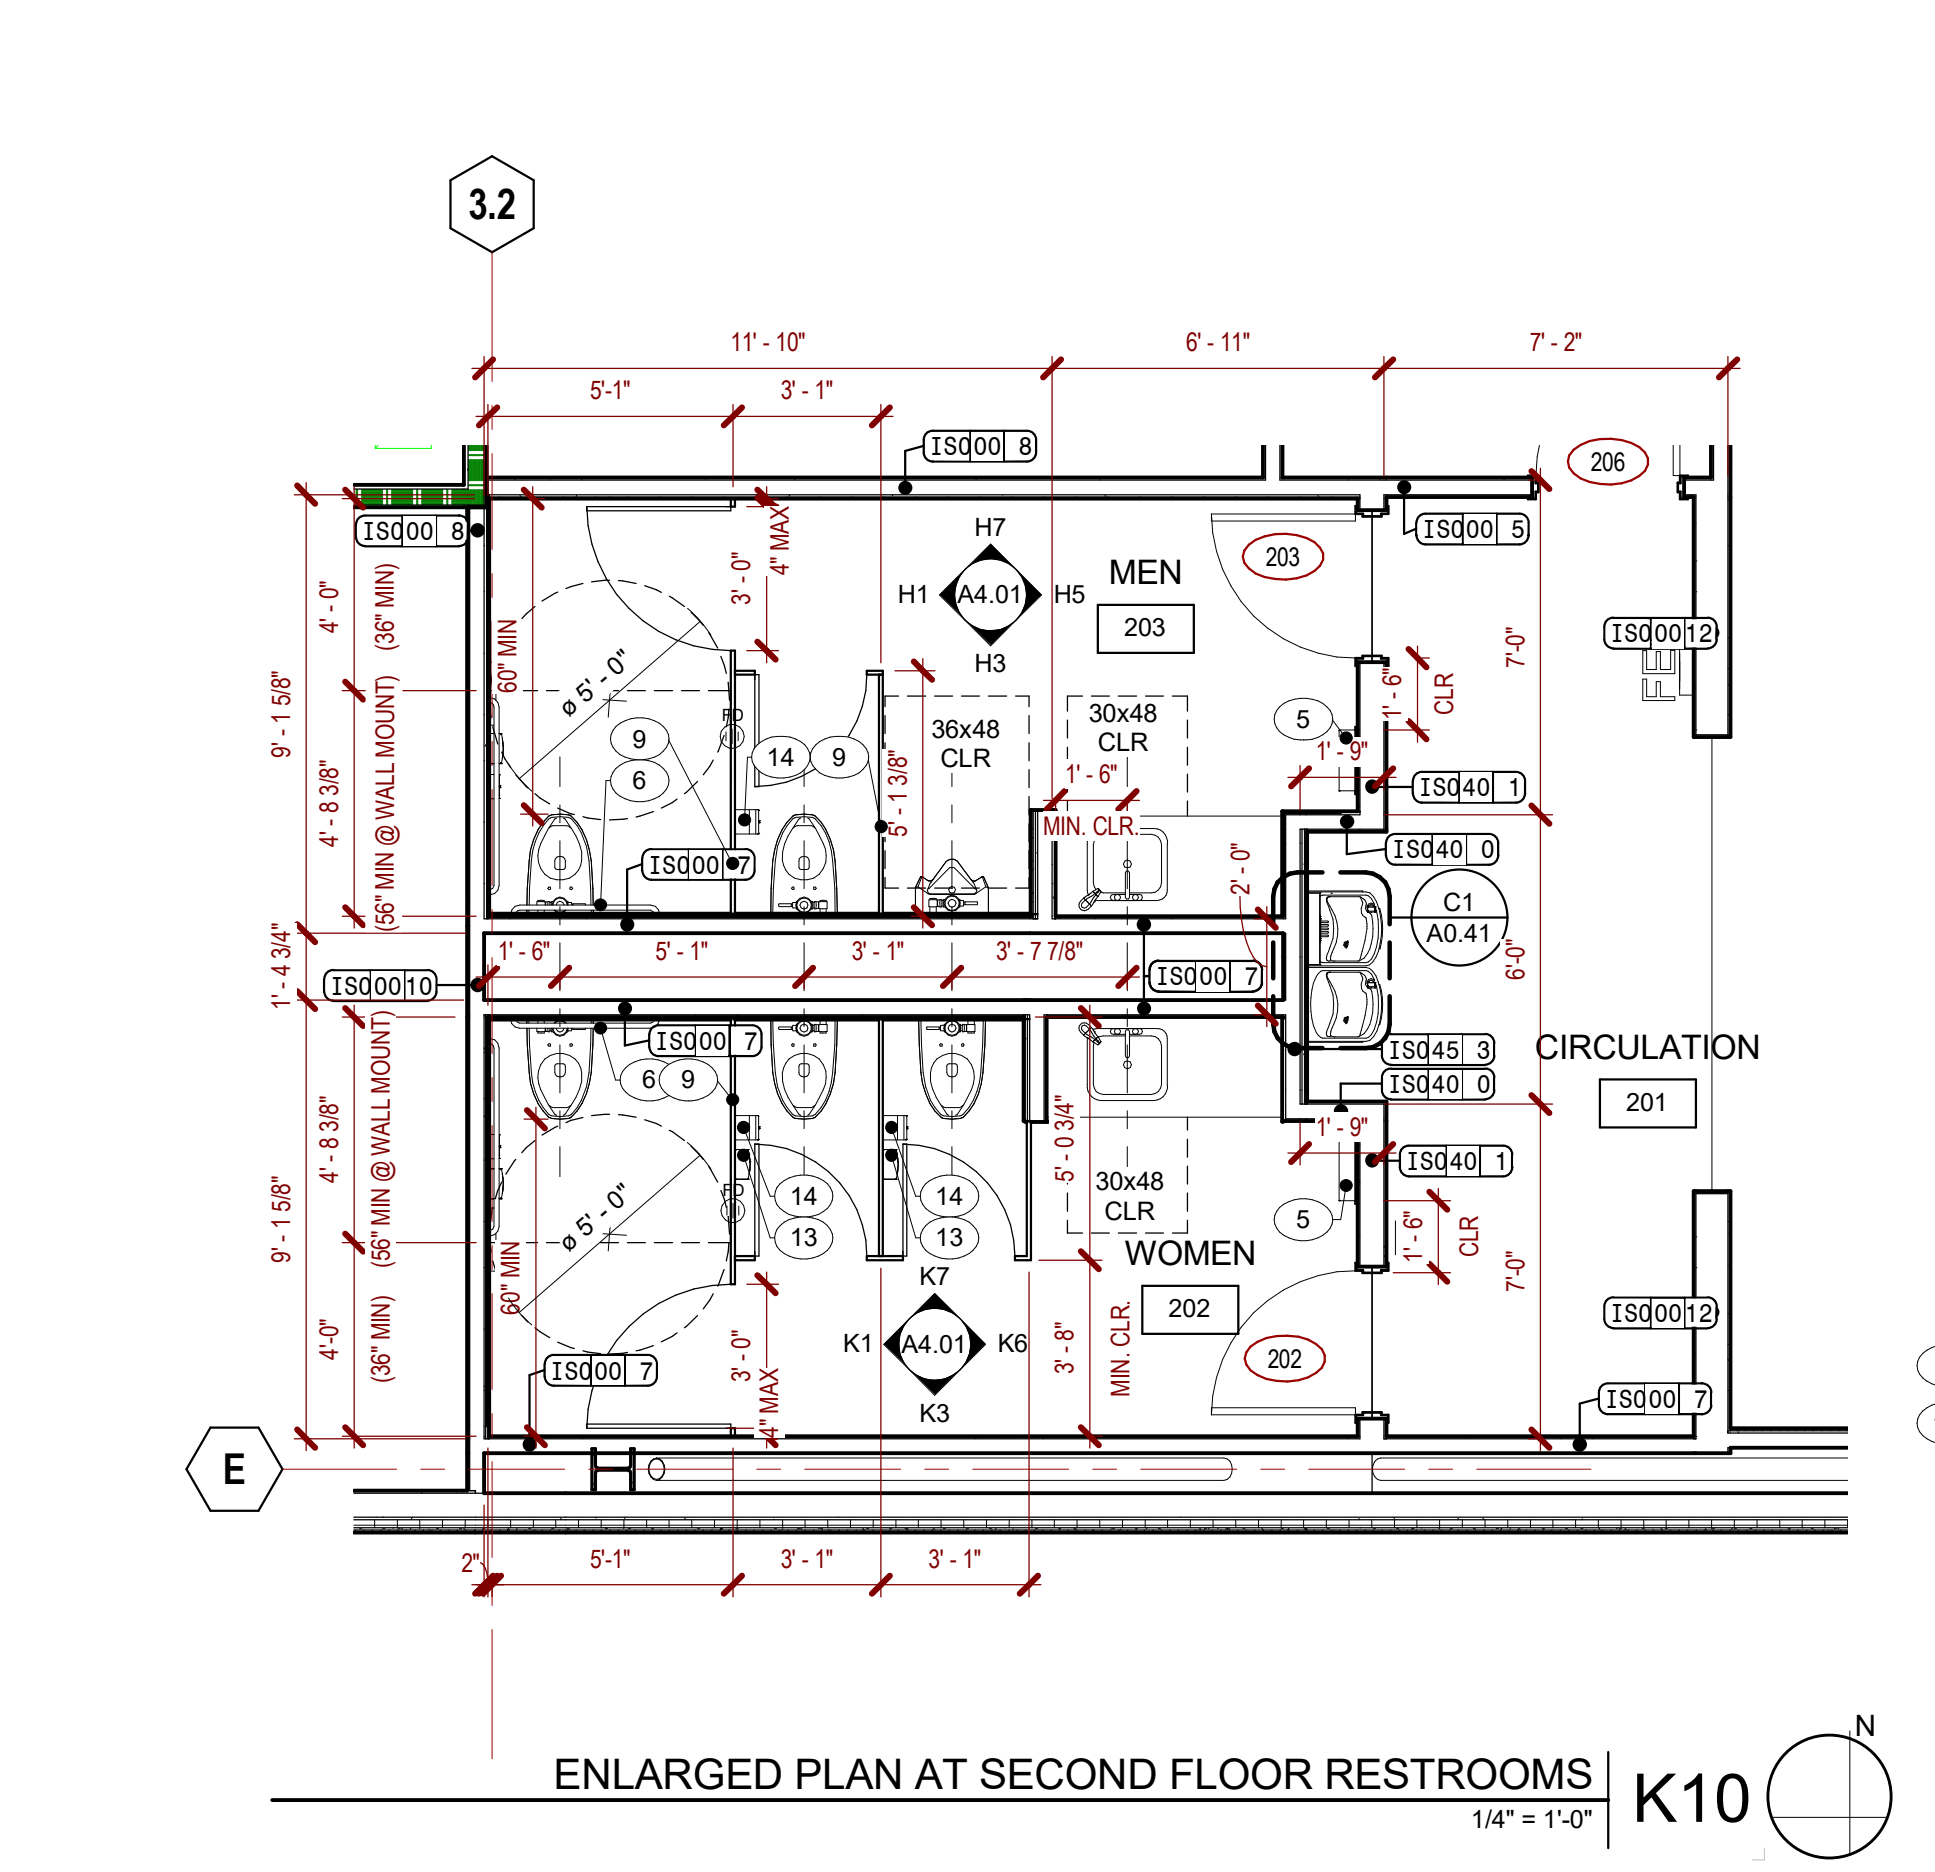 3.2
11' - 10"
6' - 11"
7' - 2"
5'-1"
3' - 1"
IS000 8
206
IS000 8
IS000 5
H7
H1 A4.01 H5
H3
MEN
203
203
4" MAX
3' - 0"
4' - 0"
(36" MIN)
60" MIN
ø 5' - 0"
7'-0"
IS00012
FE
1' - 6"
CLR
9' - 1 5/8"
4' - 8 3/8"
(56" MIN @ WALL MOUNT)
FD
9
6
14
9
36x48
CLR
30x48
CLR
5
1' - 9"
5' - 1 3/8"
1' - 6"
MIN. CLR.
IS040 1
IS040 0
IS000 7
2' - 0"
C1
A0.41
1' - 4 3/4"
1' - 6"
5' - 1"
3' - 1"
3' - 7 7/8"
6'-0"
IS00010
IS000 7
IS000 7
IS045 3
IS040 0
CIRCULATION
201
6
9
9' - 1 5/8"
4' - 8 3/8"
(56" MIN @ WALL MOUNT)
5' - 0 3/4"
1' - 9"
IS040 1
30x48
CLR
14
14
13
13
FD
ø 5' - 0"
60" MIN
5
1' - 6"
CLR
7'-0"
WOMEN
202
202
K7
K1 A4.01 K6
K3
4'-0"
(36" MIN)
3' - 0"
4" MAX
3' - 8"
MIN. CLR.
IS00012
IS000 7
IS000 7
E
2"
5'-1"
3' - 1"
3' - 1"
ENLARGED PLAN AT SECOND FLOOR RESTROOMS
1/4" = 1'-0"
K10
N